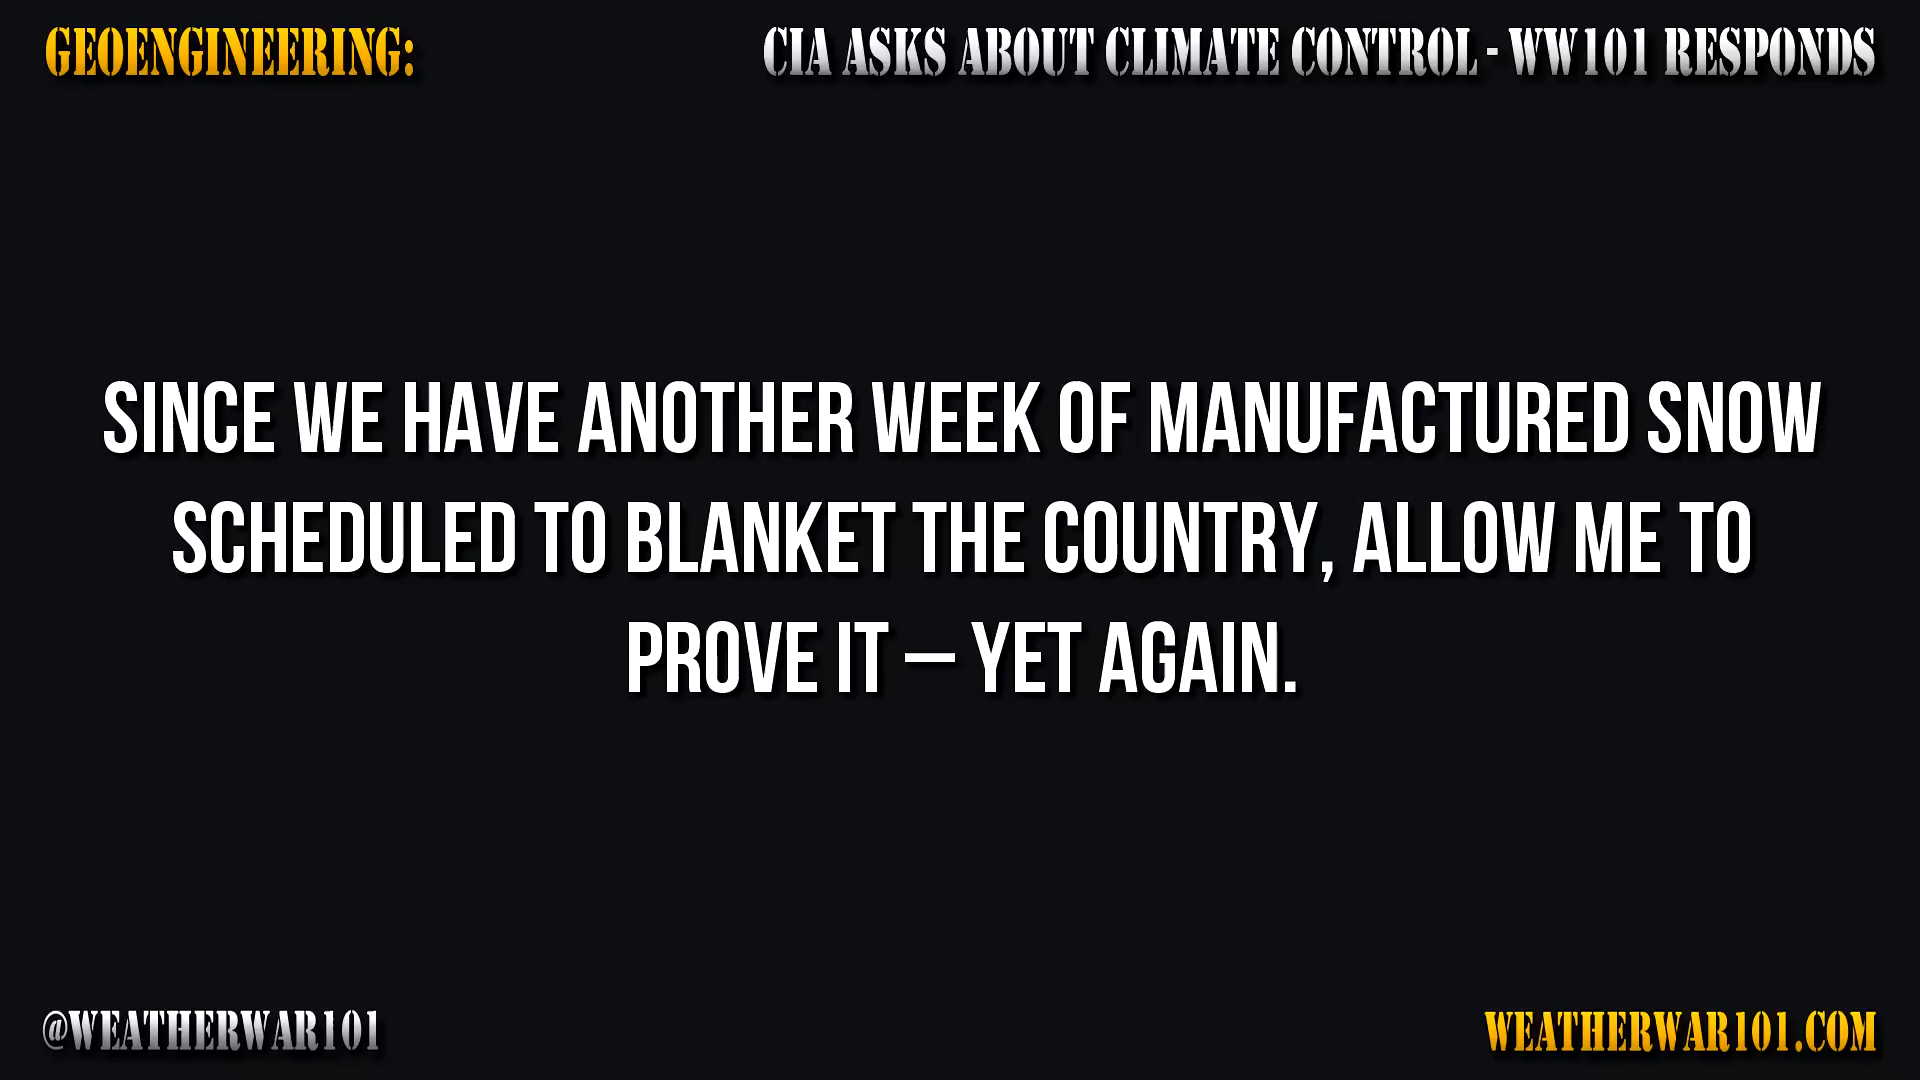 GEOENGINEERING:
CIA ASKS ABOUT CLIMATE CONTROL - WW101 RESPONDS
SINCE WE HAVE ANOTHER WEEK OF MANUFACTURED SNOW
SCHEDULED TO BLANKET THE COUNTRY, ALLOW ME TO
PROVE IT – YET AGAIN.
@WEATHERWAR101
WEATHERWAR101.COM